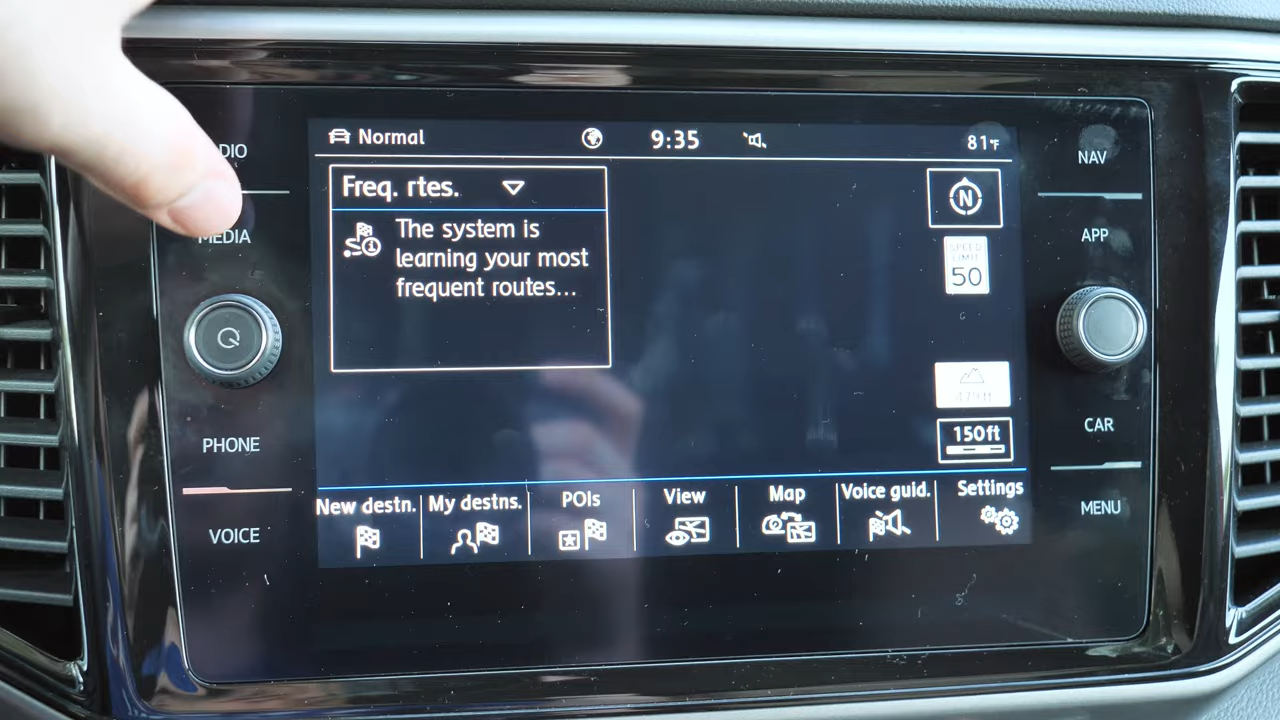 Normal
9:35
81°F
NAV
MEDIA
APP
Freq. rtes.
The system is
learning your most
frequent routes...
N
SPEED
LIMIT
50
150ft
PHONE
CAR
VOICE
MENU
New destn.
My destns.
POIs
View
Map
Voice guid.
Settings